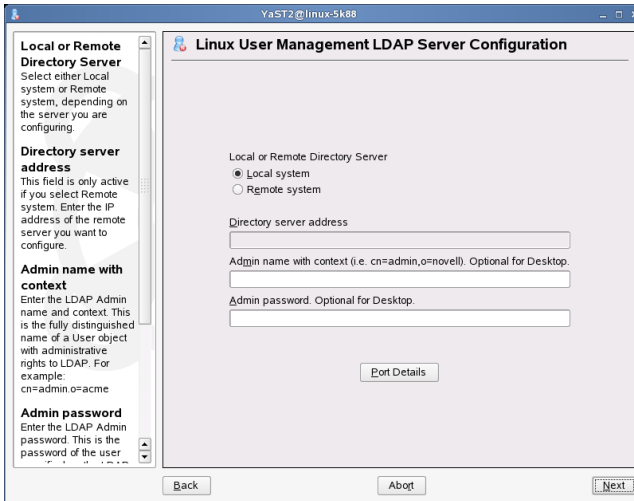 YaST2@linux-5k88
Local or Remote
Directory Server
Select either Local
system or Remote
system, depending on
the server you are
configuring.
Directory server
address
This field is only active
if you select Remote
system. Enter the IP
address of the remote
server you want to
configure.
Admin name with
context
Enter the LDAP Admin
name and context. This
is the fully distinguished
name of a User object
with administrative
rights to LDAP. For
example:
cn=admin.o=acme
Admin password
Enter the LDAP Admin
password. This is the
password of the user
Linux User Management LDAP Server Configuration
Local or Remote Directory Server
Local system
Remote system
Directory server address
Admin name with context (i.e. cn=admin,o=novell). Optional for Desktop.
Admin password. Optional for Desktop.
Port Details
Back
Abort
Next